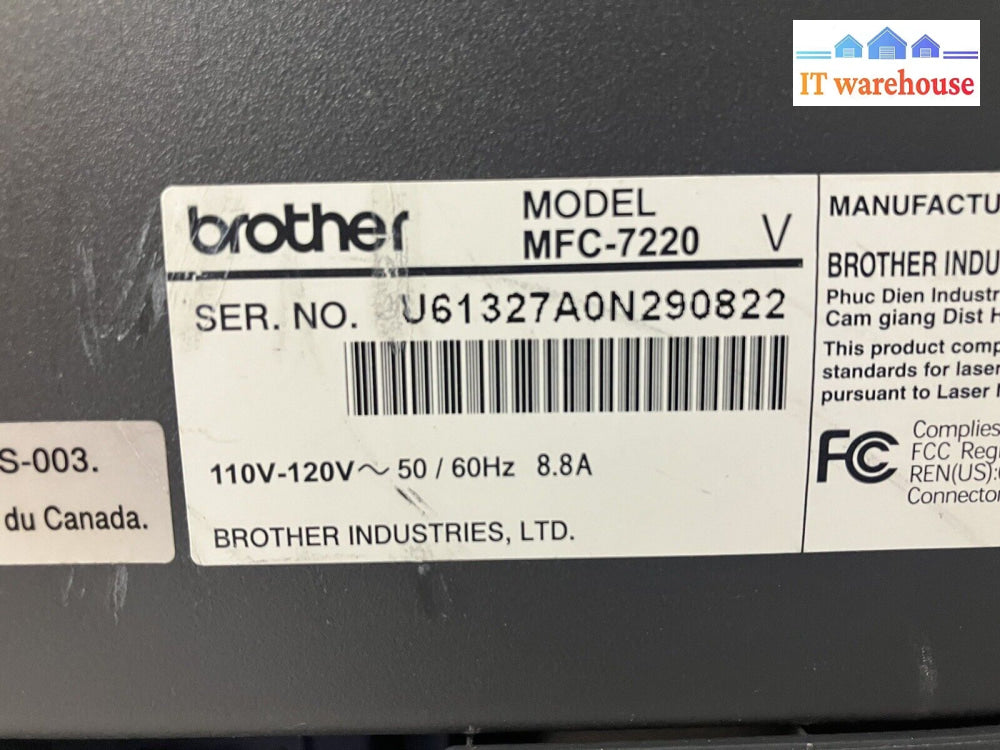 IT warehouse
brother
MODEL
MFC-7220 V
SER. NO. U61327A0N290822
110V-120V～ 50 / 60Hz 8.8A
BROTHER INDUSTRIES, LTD.
MANUFACTU
BROTHER INDU
Phuc Dien Industr
Cam giang Dist H
This product comp
standards for laser
pursuant to Laser
FC
Complies
FCC Reg
REN(US):
Connector
S-003.
du Canada.